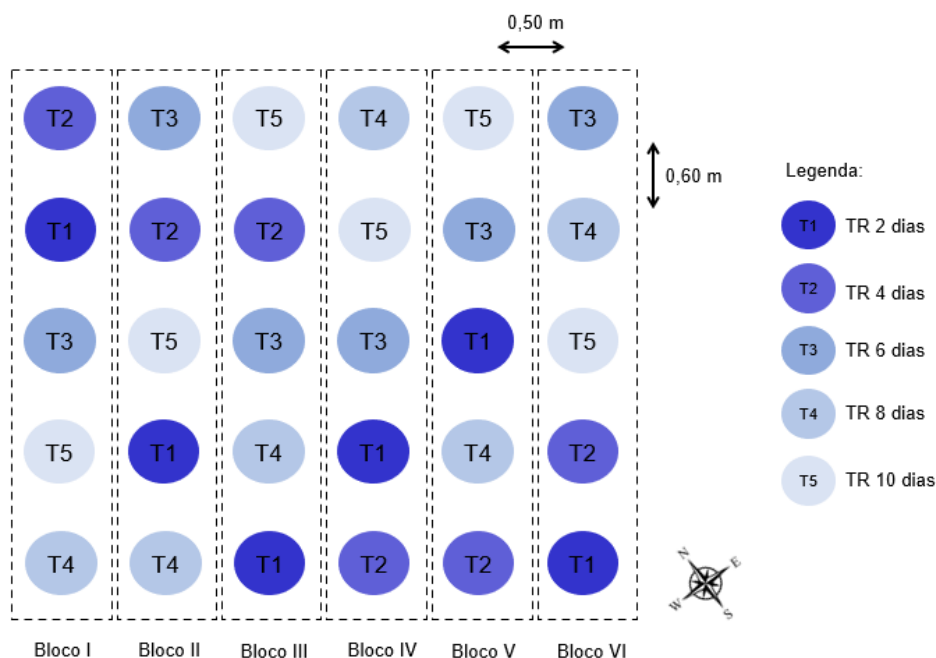 0,50 m
T2 T3 T5 T4 T5 T3
0,60 m
Legenda:
T1 T2 T2 T5 T3 T4
T1 TR 2 dias
T2 TR 4 dias
T3 T5 T3 T3 T1 T5
T3 TR 6 dias
T4 TR 8 dias
T5 T1 T4 T1 T4 T2
T5 TR 10 dias
T4 T4 T1 T2 T2 T1
N E
W S
Bloco I Bloco II Bloco III Bloco IV Bloco V Bloco VI